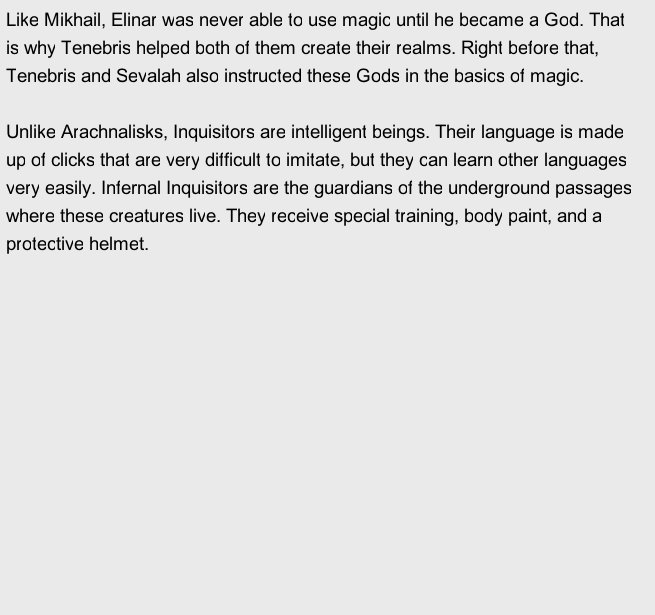 Like Mikhail, Elinar was never able to use magic until he became a God. That
is why Tenebris helped both of them create their realms. Right before that,
Tenebris and Sevalah also instructed these Gods in the basics of magic.

Unlike Arachnalisks, Inquisitors are intelligent beings. Their language is made
up of clicks that are very difficult to imitate, but they can learn other languages
very easily. Infernal Inquisitors are the guardians of the underground passages
where these creatures live. They receive special training, body paint, and a
protective helmet.